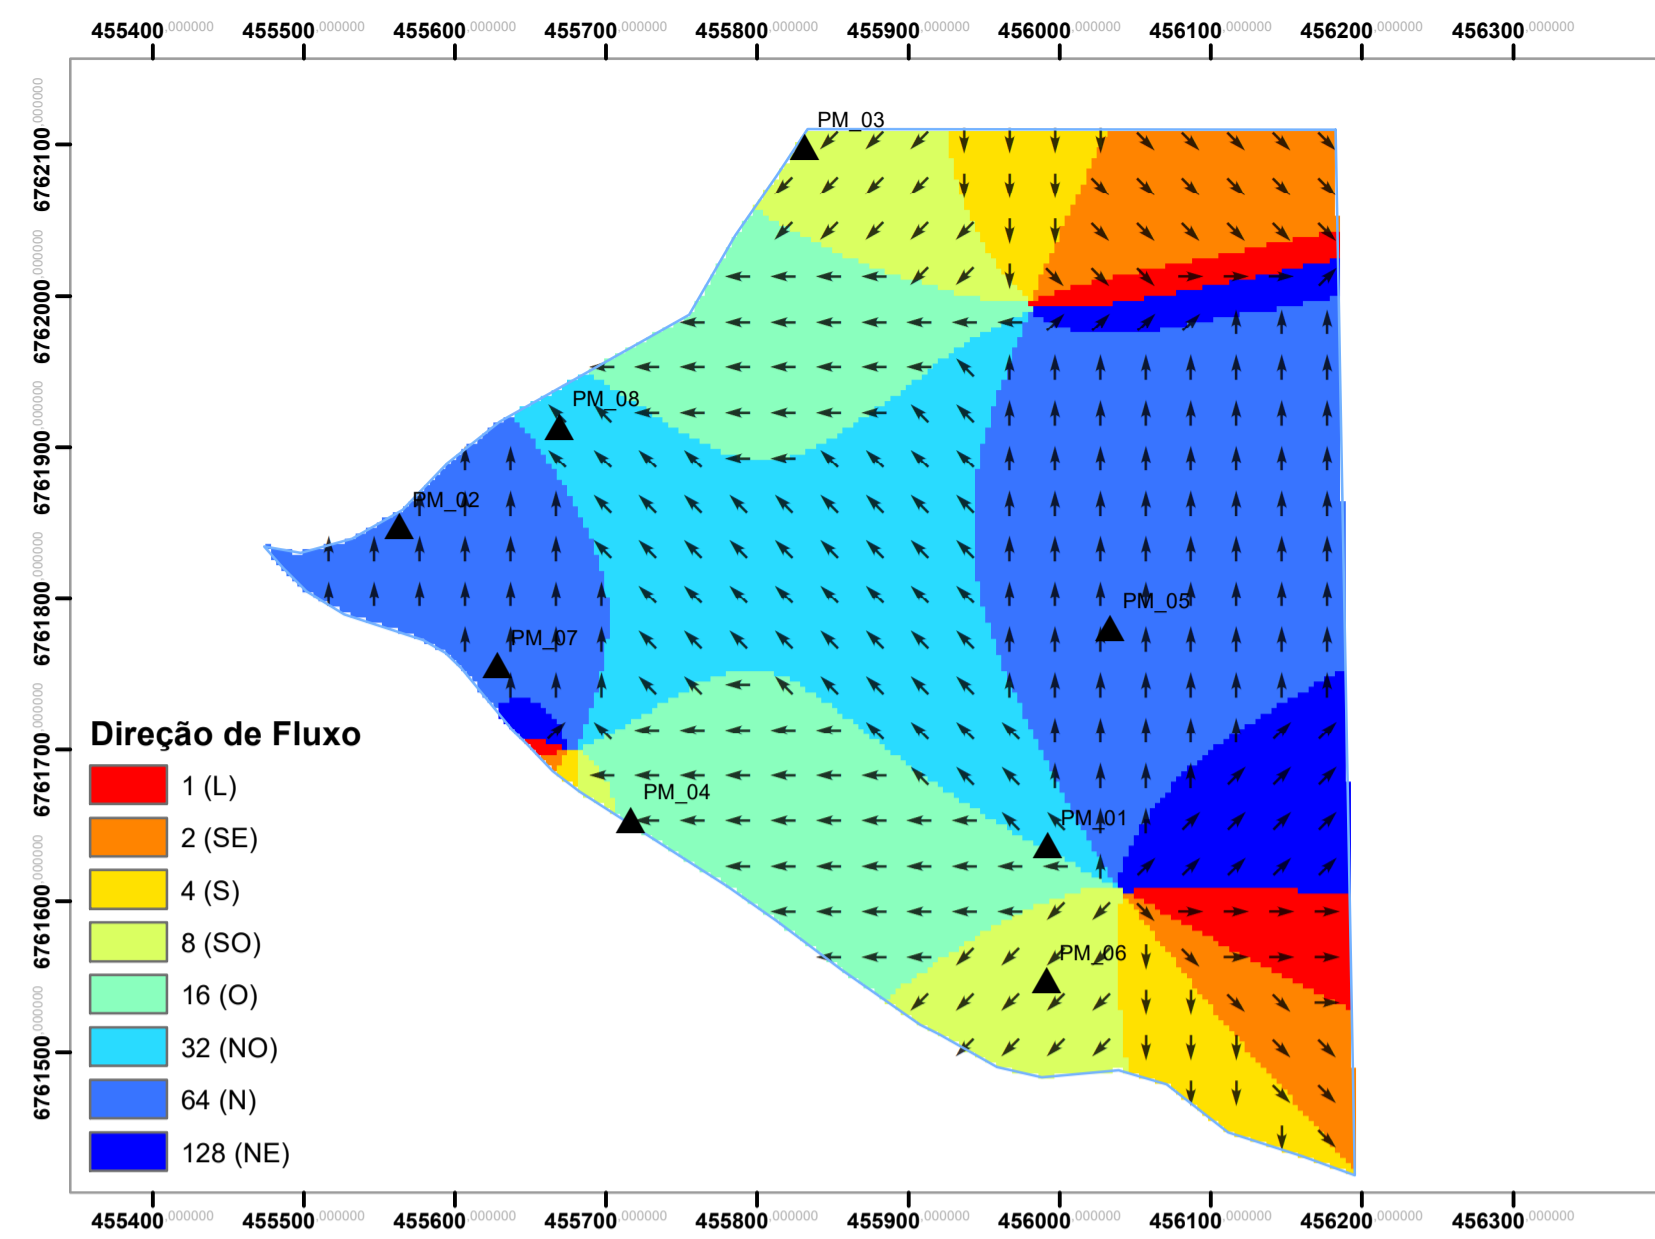 455400,000000 455500,000000 455600,000000 455700,000000 455800,000000 455900,000000 456000,000000 456100,000000 456200,000000 456300,000000
6762100,000000
6762000,000000
6761900,000000
6761800,000000
6761700,000000
6761600,000000
6761500,000000
PM_03
PM_08
PM_02
PM_05
PM_07
PM_04
PM_01
PM_06
Direção de Fluxo
1 (L)
2 (SE)
4 (S)
8 (SO)
16 (O)
32 (NO)
64 (N)
128 (NE)
455400,000000 455500,000000 455600,000000 455700,000000 455800,000000 455900,000000 456000,000000 456100,000000 456200,000000 456300,000000